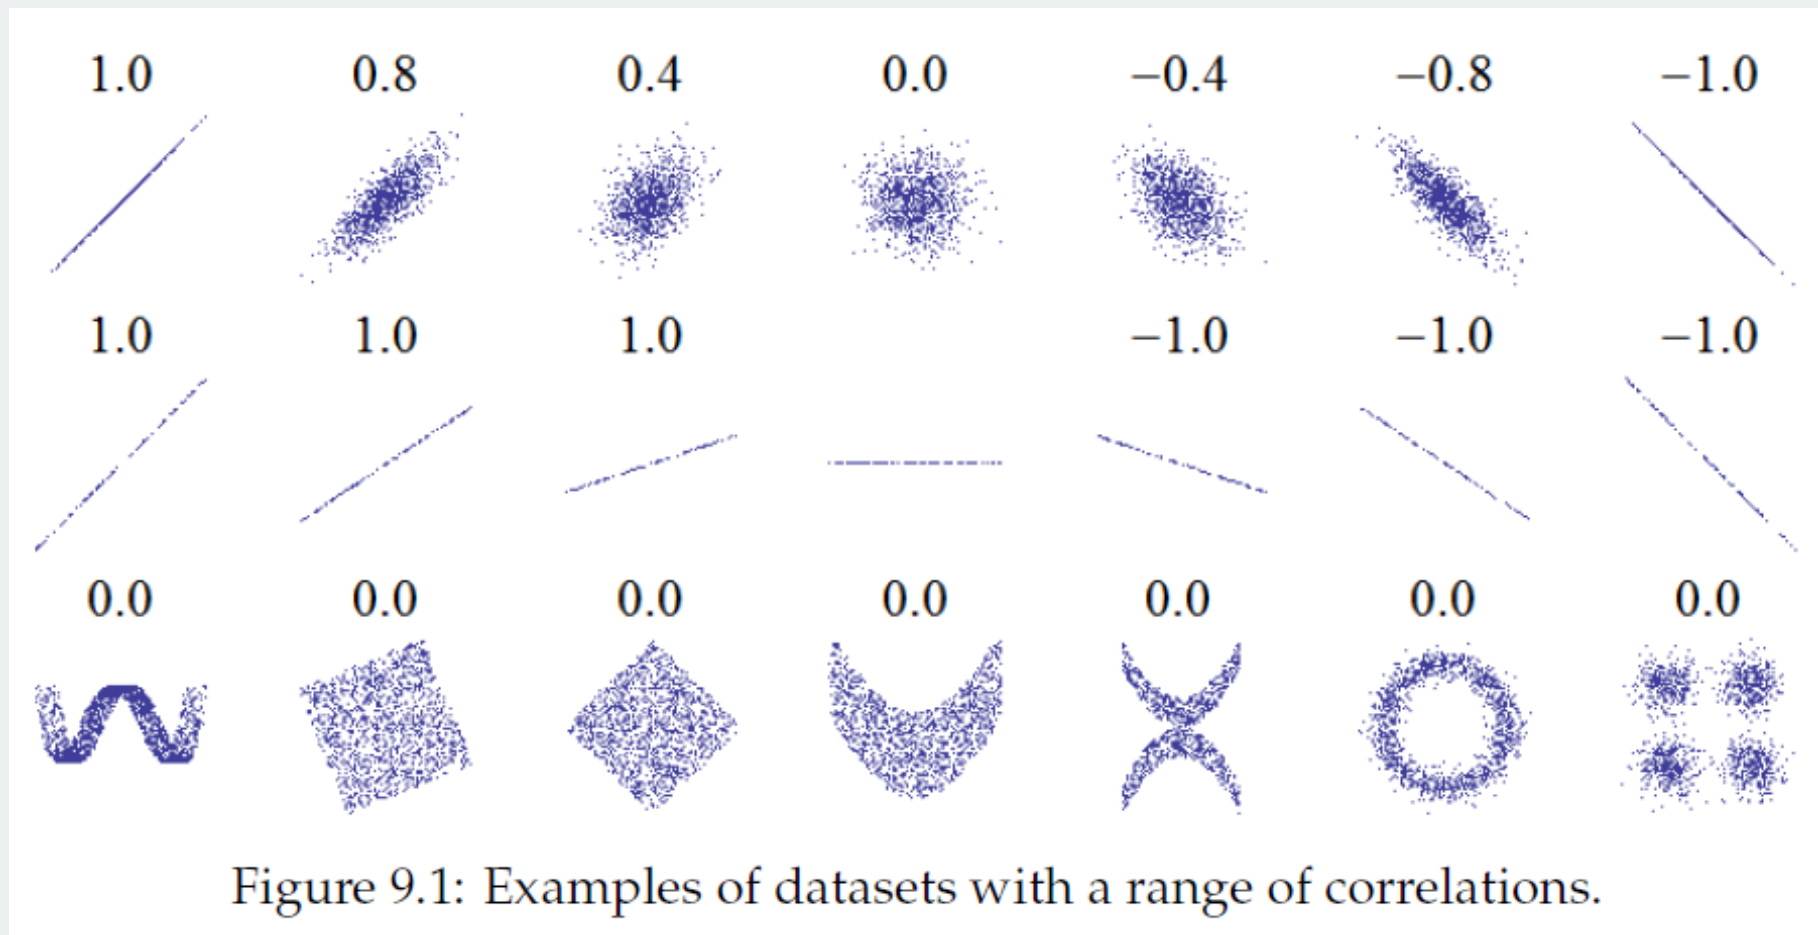 1.0 0.8 0.4 0.0 −0.4 −0.8 −1.0
1.0 1.0 1.0 −1.0 −1.0 −1.0
0.0 0.0 0.0 0.0 0.0 0.0 0.0
Figure 9.1: Examples of datasets with a range of correlations.